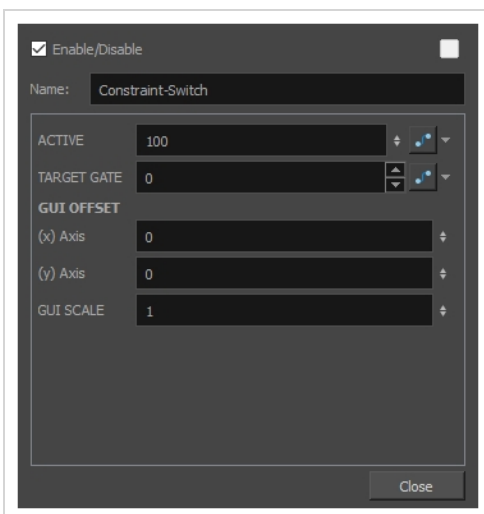 Enable/Disable
Name: Constraint-Switch
ACTIVE 100
TARGET GATE 0
GUI OFFSET
(x) Axis 0
(y) Axis 0
GUI SCALE 1
Close